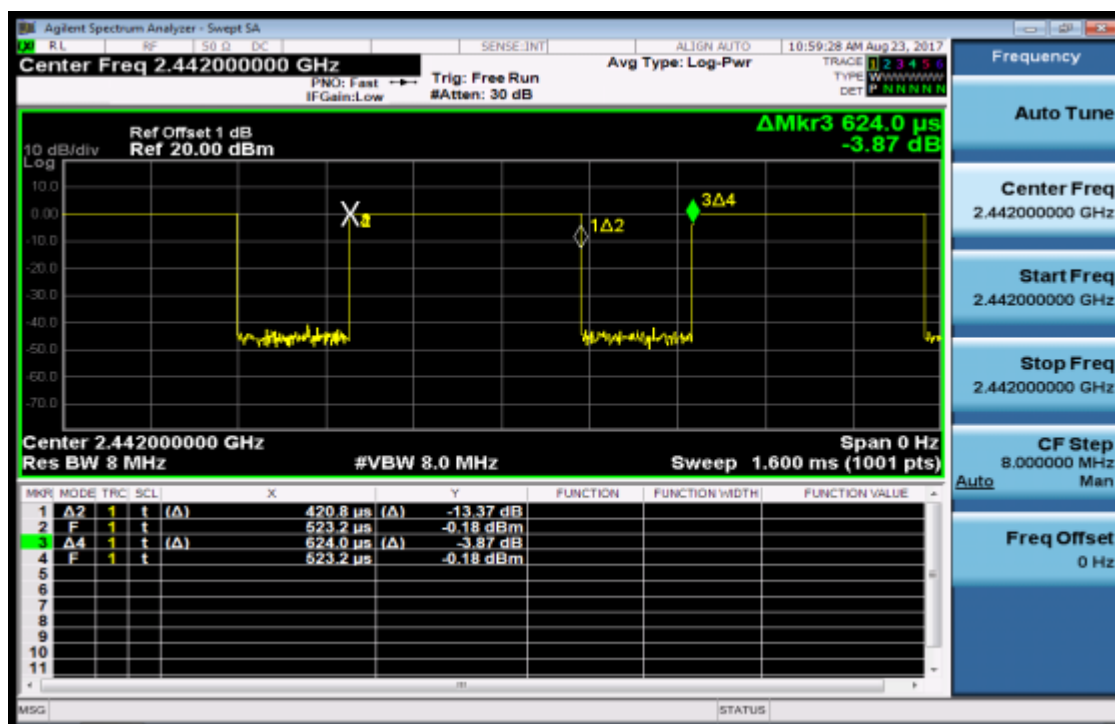 Agilent Spectrum Analyzer - Swept SA
RL RF 50 Ω DC SENSE:INT ALIGN AUTO 10:59:28 AM Aug 23, 2017
Center Freq 2.442000000 GHz
PNO: Fast
IFGain:Low
Trig: Free Run
#Atten: 30 dB
Avg Type: Log-Pwr
TRACE 1 2 3 4 5 6
TYPE WWWWWW
DET P N N N N N
ΔMkr3 624.0 µs
-3.87 dB
Ref Offset 1 dB
10 dB/div Ref 20.00 dBm
Log
10.0
0.00
-10.0
-20.0
-30.0
-40.0
-50.0
-60.0
-70.0
1Δ2
3Δ4
Center 2.442000000 GHz Span 0 Hz
Res BW 8 MHz #VBW 8.0 MHz Sweep 1.600 ms (1001 pts)
MKR MODE TRC SCL X Y FUNCTION FUNCTION WIDTH FUNCTION VALUE
1 Δ2 1 t (Δ) 420.8 µs (Δ) -13.37 dB
2 F 1 t 523.2 µs -0.18 dBm
3 Δ4 1 t (Δ) 624.0 µs (Δ) -3.87 dB
4 F 1 t 523.2 µs -0.18 dBm
5
6
7
8
9
10
11
MSG STATUS
Frequency
Auto Tune
Center Freq
2.442000000 GHz
Start Freq
2.442000000 GHz
Stop Freq
2.442000000 GHz
CF Step
8.000000 MHz
Auto Man
Freq Offset
0 Hz